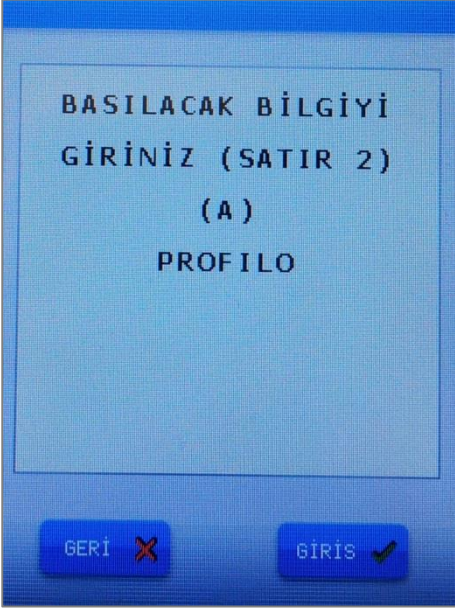 BASILACAK BİLGİYİ
GİRİNİZ (SATIR 2)
(A)
PROFILO
GERİ
GİRİS